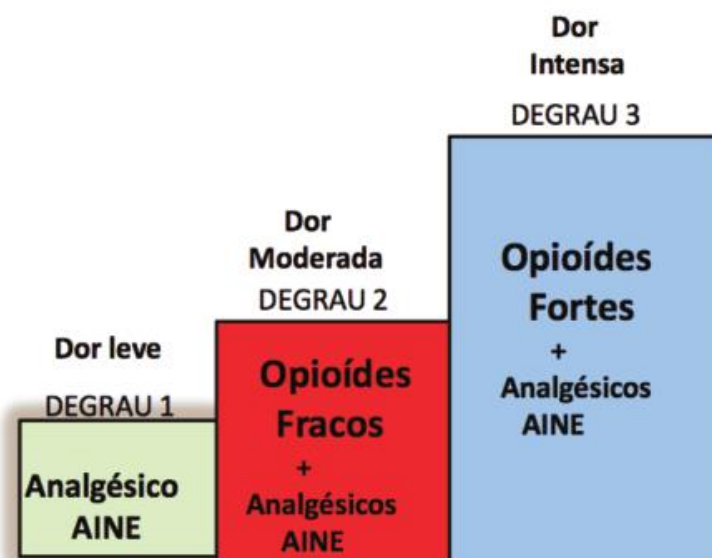 Dor leve
DEGRAU 1
Analgésico
AINE
Dor
Moderada
DEGRAU 2
Opioídes
Fracos
+
Analgésicos
AINE
Dor
Intensa
DEGRAU 3
Opioídes
Fortes
+
Analgésicos
AINE